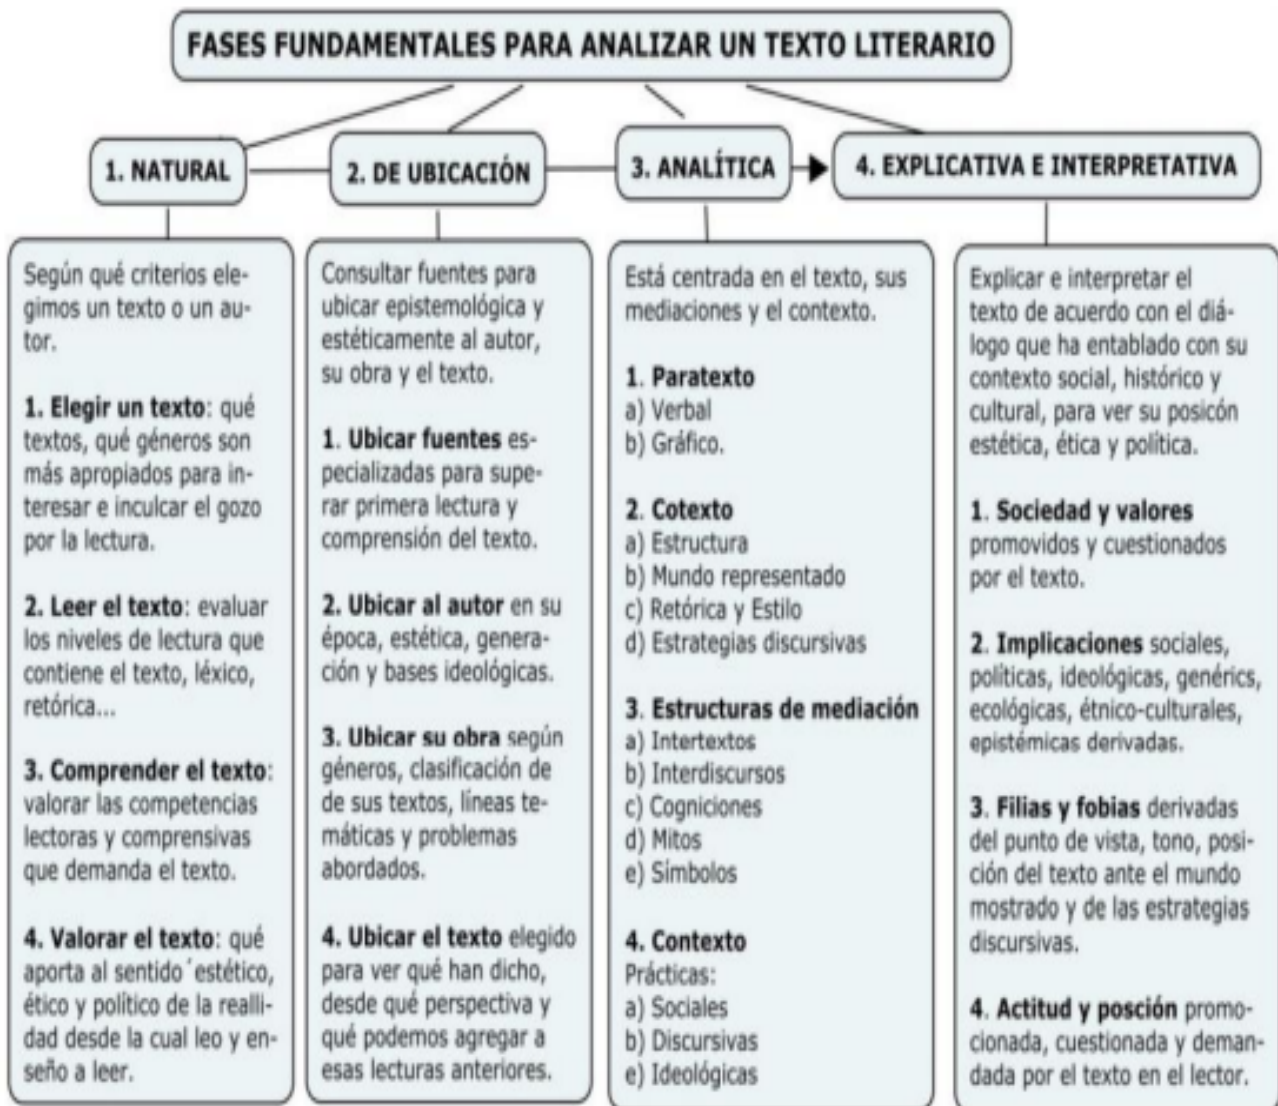 FASES FUNDAMENTALES PARA ANALIZAR UN TEXTO LITERARIO
1. NATURAL
2. DE UBICACIÓN
3. ANALÍTICA
4. EXPLICATIVA E INTERPRETATIVA
Según qué criterios ele-
gimos un texto o un au-
tor.
1. Elegir un texto: qué
textos, qué géneros son
más apropiados para in-
teresar e inculcar el gozo
por la lectura.
2. Leer el texto: evaluar
los niveles de lectura que
contiene el texto, léxico,
retórica...
3. Comprender el texto:
valorar las competencias
lectoras y comprensivas
que demanda el texto.
4. Valorar el texto: qué
aporta al sentido ´estético,
ético y político de la realli-
dad desde la cual leo y en-
seño a leer.
Consultar fuentes para
ubicar epistemológica y
estéticamente al autor,
su obra y el texto.
1. Ubicar fuentes es-
pecializadas para supe-
rar primera lectura y
comprensión del texto.
2. Ubicar al autor en su
época, estética, genera-
ción y bases ideológicas.
3. Ubicar su obra según
géneros, clasificación de
de sus textos, líneas te-
máticas y problemas
abordados.
4. Ubicar el texto elegido
para ver qué han dicho,
desde qué perspectiva y
qué podemos agregar a
esas lecturas anteriores.
Está centrada en el texto, sus
mediaciones y el contexto.
1. Paratexto
a) Verbal
b) Gráfico.
2. Cotexto
a) Estructura
b) Mundo representado
c) Retórica y Estilo
d) Estrategias discursivas
3. Estructuras de mediación
a) Intertextos
b) Interdiscursos
c) Cogniciones
d) Mitos
e) Símbolos
4. Contexto
Prácticas:
a) Sociales
b) Discursivas
e) Ideológicas
Explicar e interpretar el
texto de acuerdo con el diá-
logo que ha entablado con su
contexto social, histórico y
cultural, para ver su posicón
estética, ética y política.
1. Sociedad y valores
promovidos y cuestionados
por el texto.
2. Implicaciones sociales,
políticas, ideológicas, genérics,
ecológicas, étnico-culturales,
epistémicas derivadas.
3. Filias y fobias derivadas
del punto de vista, tono, posi-
ción del texto ante el mundo
mostrado y de las estrategias
discursivas.
4. Actitud y posción promo-
cionada, cuestionada y deman-
dada por el texto en el lector.